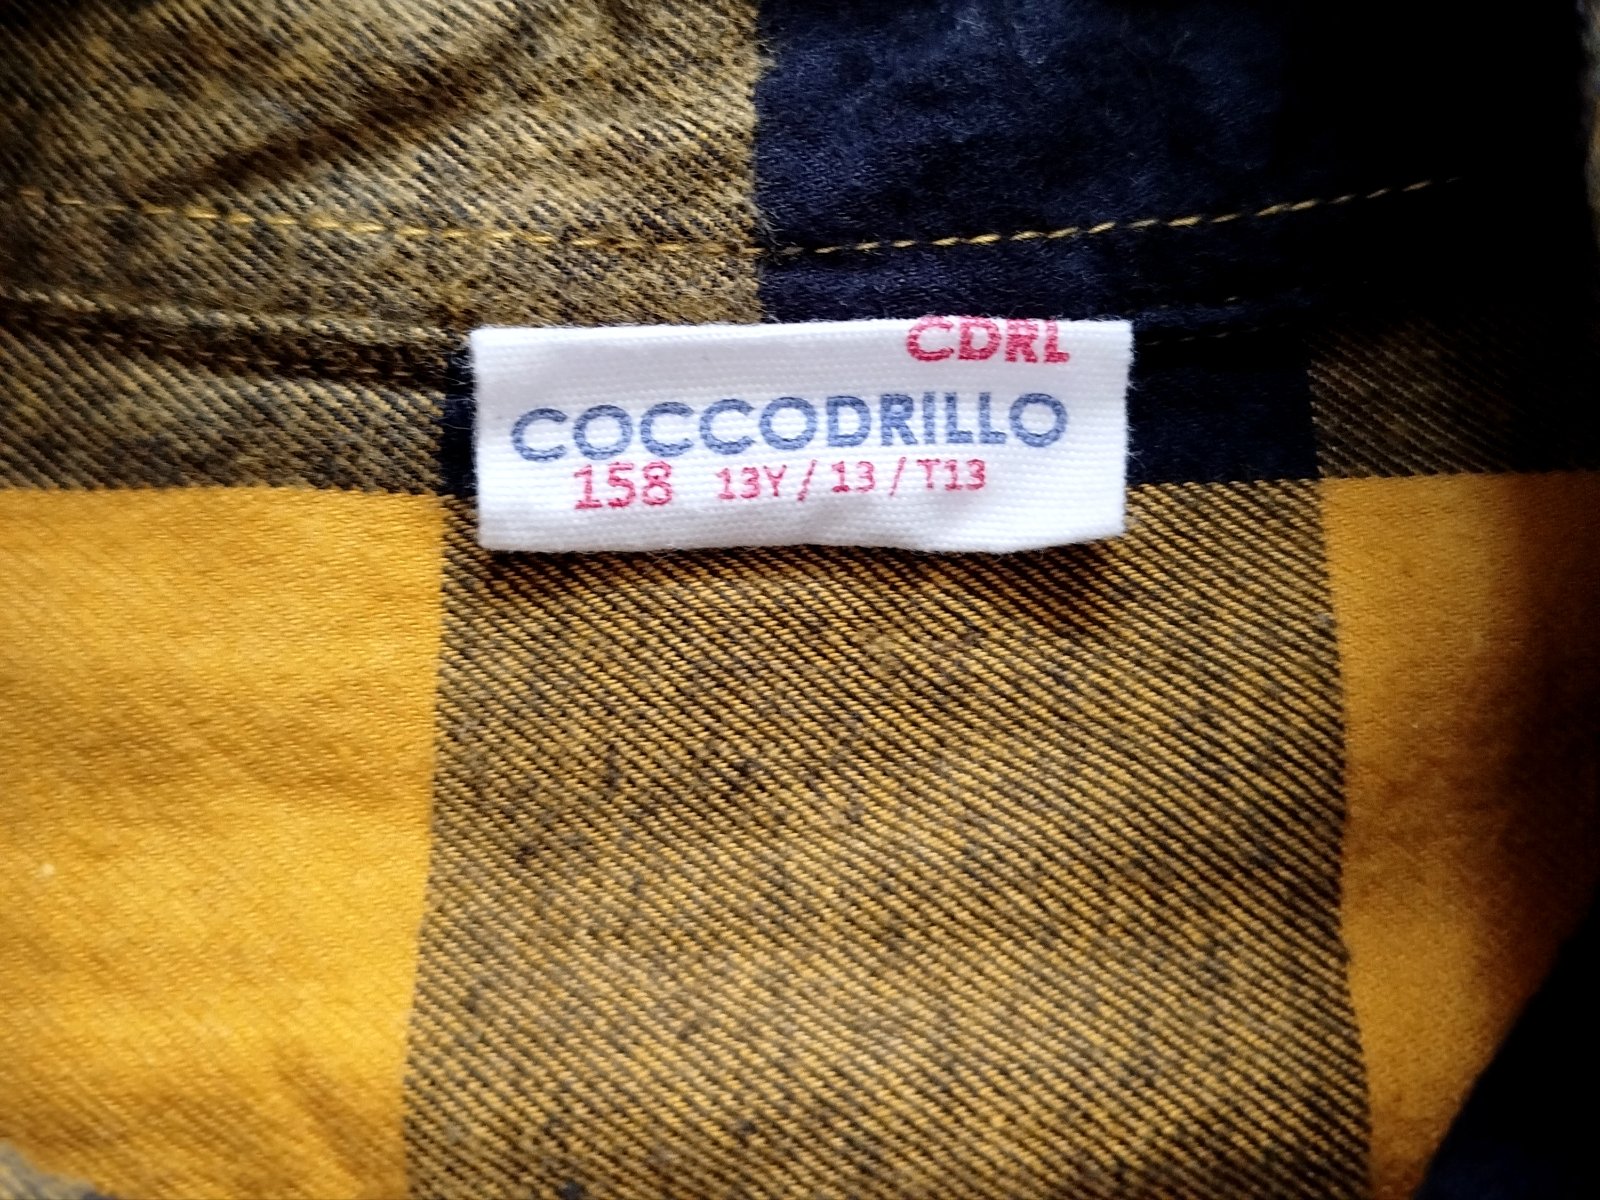 CDRL
COCCODRILLO
158 13Y / 13 / T13